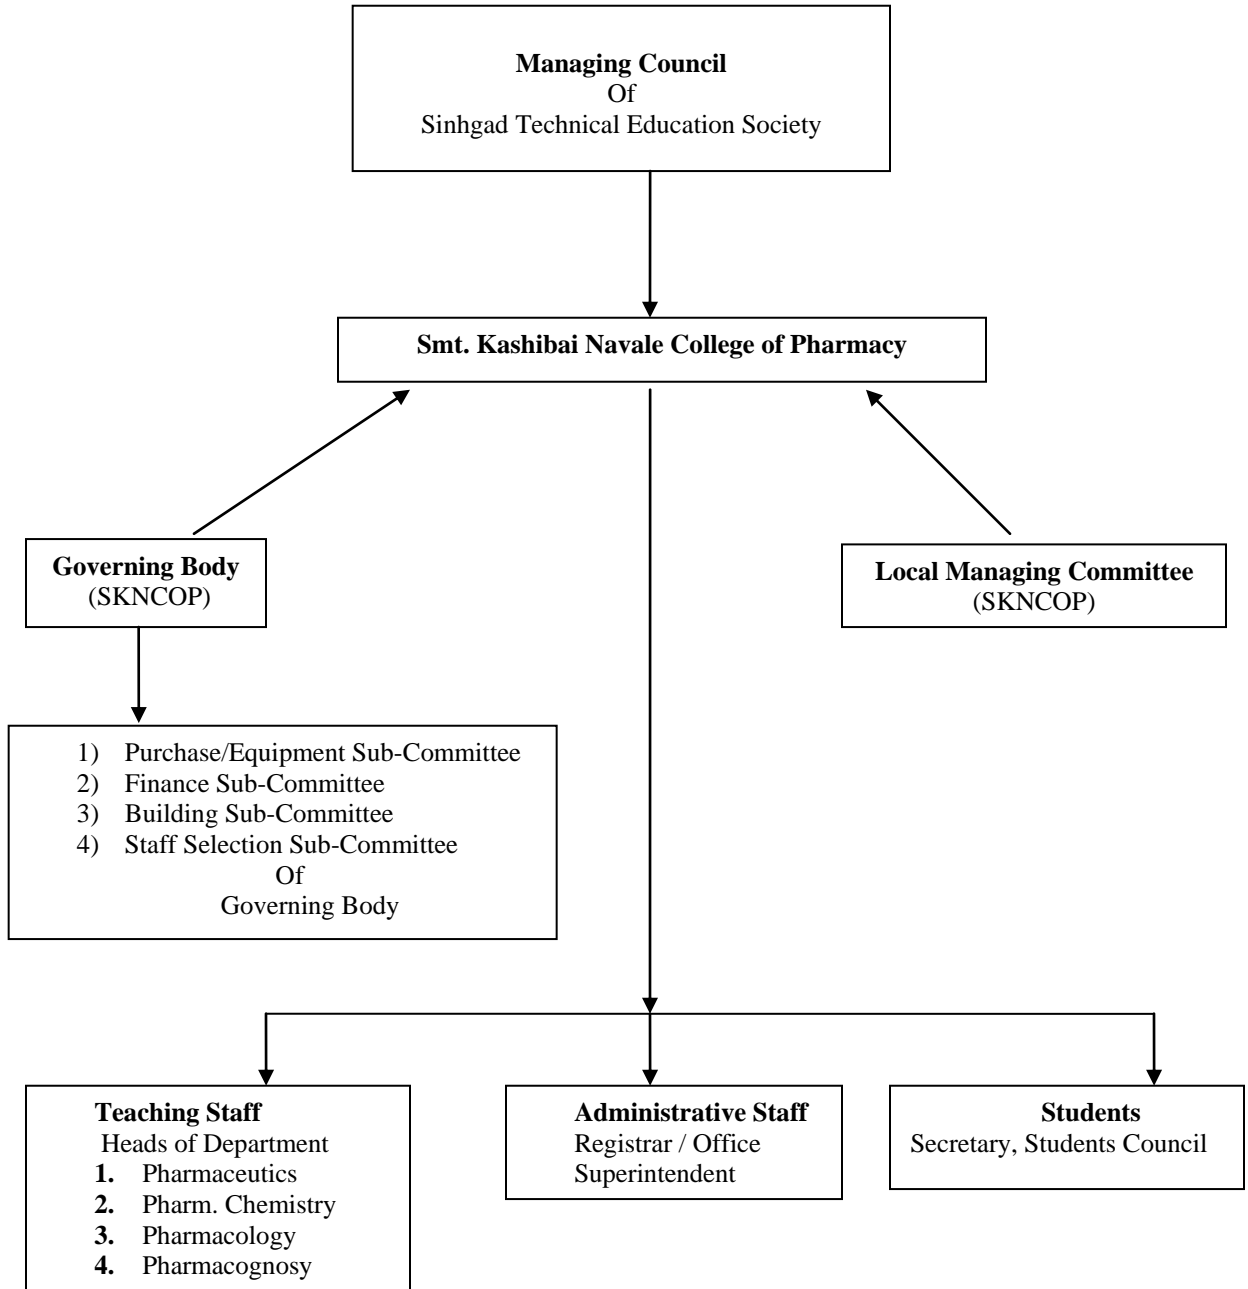 Managing Council
Of
Sinhgad Technical Education Society
Smt. Kashibai Navale College of Pharmacy
Governing Body
(SKNCOP)
Local Managing Committee
(SKNCOP)
1) Purchase/Equipment Sub-Committee
2) Finance Sub-Committee
3) Building Sub-Committee
4) Staff Selection Sub-Committee
Of
Governing Body
Teaching Staff
Heads of Department
1. Pharmaceutics
2. Pharm. Chemistry
3. Pharmacology
4. Pharmacognosy
Administrative Staff
Registrar / Office
Superintendent
Students
Secretary, Students Council